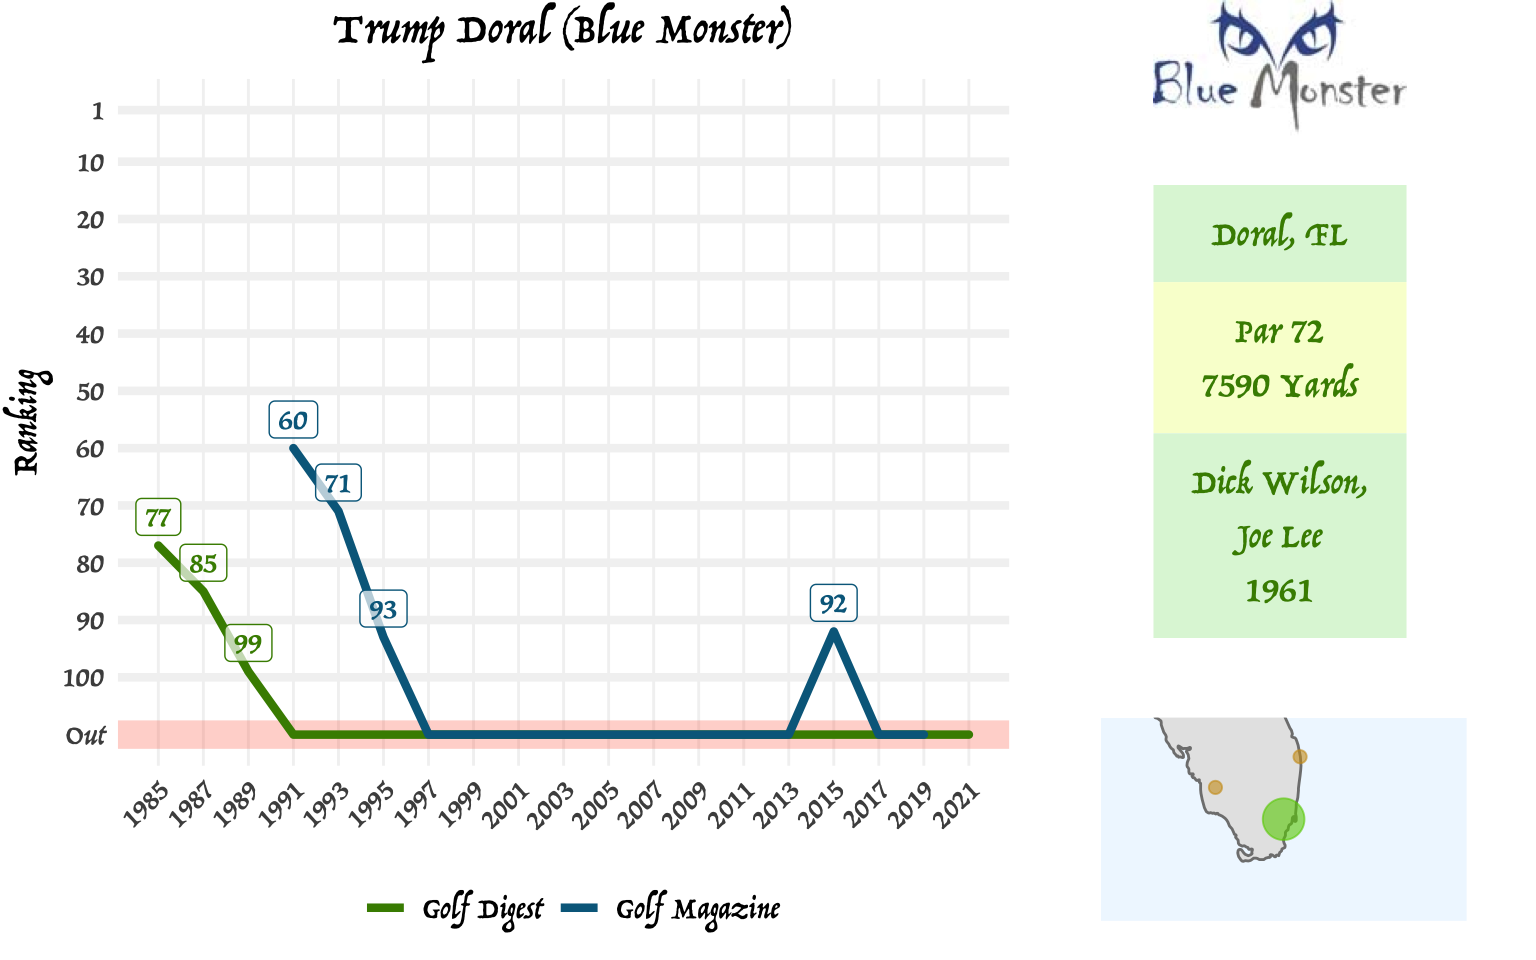 Trump Doral (Blue Monster)
Ranking
1
10
20
30
40
50
60
70
80
90
100
Out
77
85
99
60
71
93
92
1985 1987 1989 1991 1993 1995 1997 1999 2001 2003 2005 2007 2009 2011 2013 2015 2017 2019 2021
Golf Digest Golf Magazine
Blue Monster
Doral, FL
Par 72
7590 Yards
Dick Wilson,
Joe Lee
1961